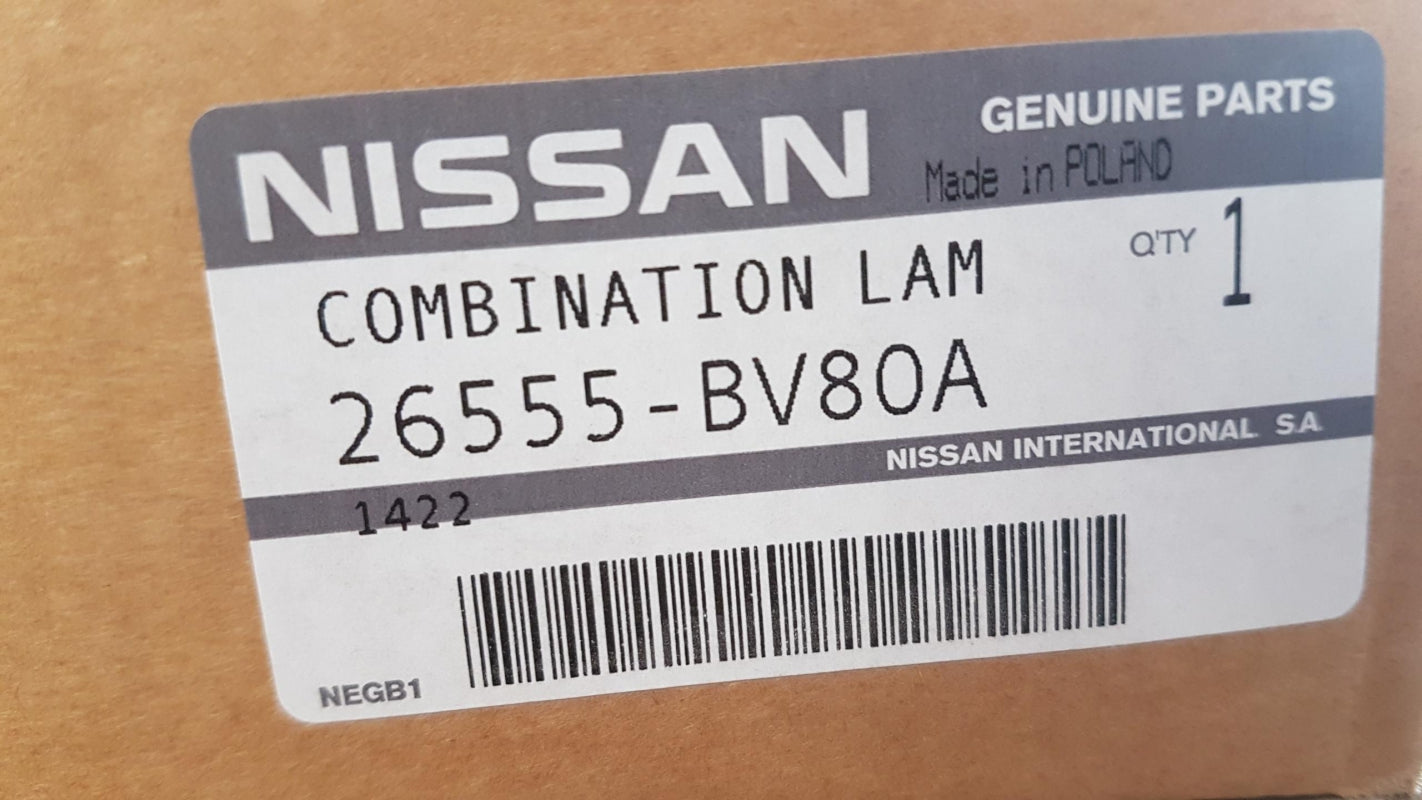 NISSAN
GENUINE PARTS
Made in POLAND
COMBINATION LAM
Q'TY 1
26555-BV80A
NISSAN INTERNATIONAL S.A.
1422
NEGB1